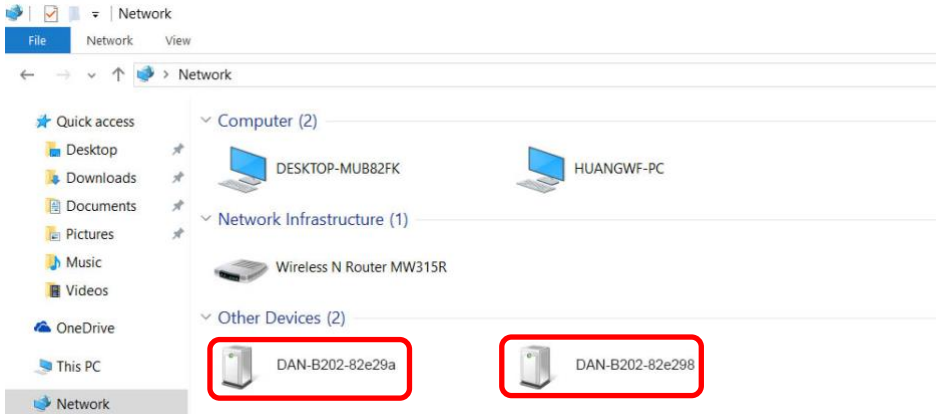 Network
File Network View
Network
Quick access
Desktop
Downloads
Documents
Pictures
Music
Videos
OneDrive
This PC
Network
Computer (2)
DESKTOP-MUB82FK HUANGWF-PC
Network Infrastructure (1)
Wireless N Router MW315R
Other Devices (2)
DAN-B202-82e29a DAN-B202-82e298